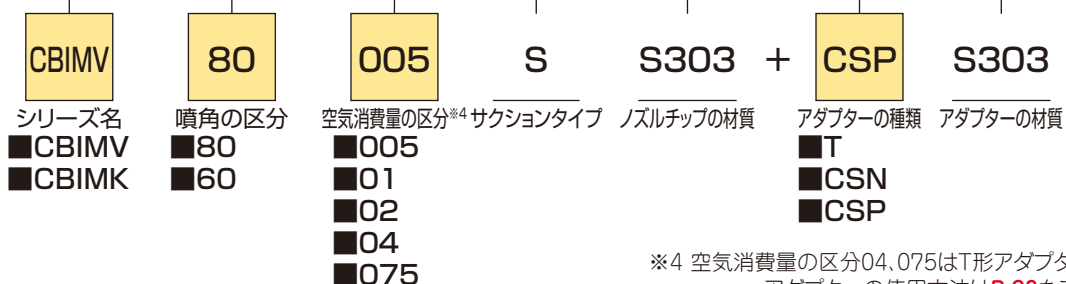 CBIMV 80 005 S S303 + CSP S303
シリーズ名 噴角の区分 空気消費量の区分※4 サクションタイプ ノズルチップの材質 アダプターの種類 アダプターの材質
■CBIMV ■80 ■005 ■T
■CBIMK ■60 ■01 ■CSN
■02 ■CSP
■04
■075
※4 空気消費量の区分04、075はT形アダプタ